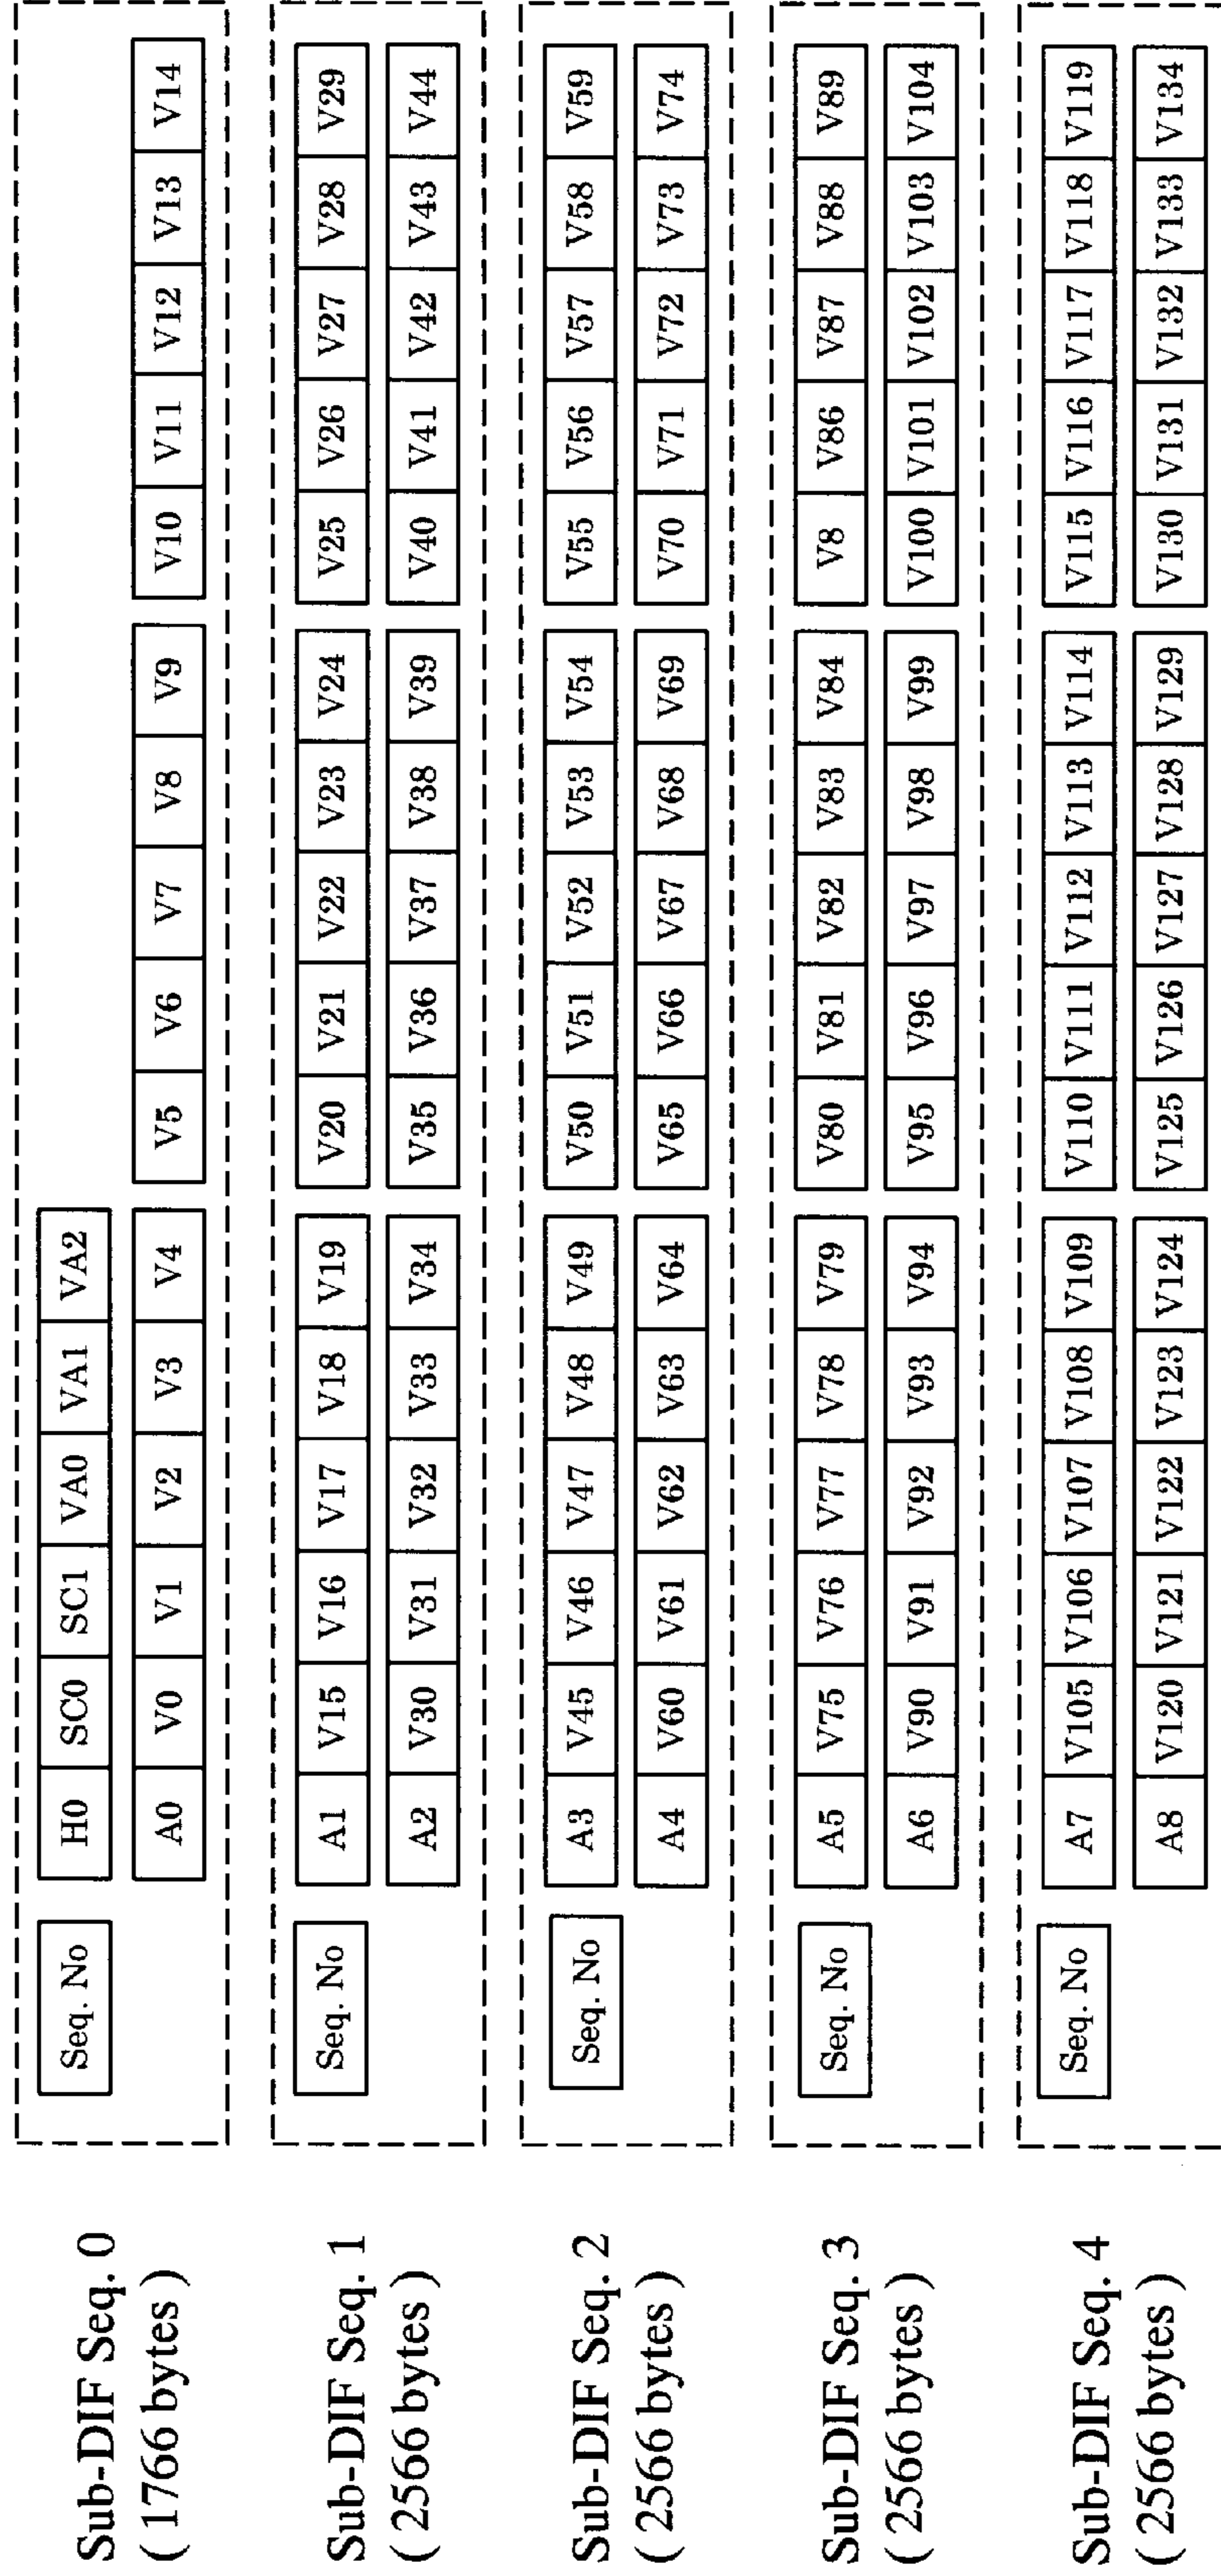 Sub-DIF Seq. 0
( 1766 bytes )
Seq. No
H0 SC0 SC1 VA0 VA1 VA2
A0 V0 V1 V2 V3 V4 V5 V6 V7 V8 V9 V10 V11 V12 V13 V14
Sub-DIF Seq. 1
( 2566 bytes )
Seq. No
A1 V15 V16 V17 V18 V19 V20 V21 V22 V23 V24 V25 V26 V27 V28 V29
A2 V30 V31 V32 V33 V34 V35 V36 V37 V38 V39 V40 V41 V42 V43 V44
Sub-DIF Seq. 2
( 2566 bytes )
Seq. No
A3 V45 V46 V47 V48 V49 V50 V51 V52 V53 V54 V55 V56 V57 V58 V59
A4 V60 V61 V62 V63 V64 V65 V66 V67 V68 V69 V70 V71 V72 V73 V74
Sub-DIF Seq. 3
( 2566 bytes )
Seq. No
A5 V75 V76 V77 V78 V79 V80 V81 V82 V83 V84 V8 V86 V87 V88 V89
A6 V90 V91 V92 V93 V94 V95 V96 V97 V98 V99 V100 V101 V102 V103 V104
Sub-DIF Seq. 4
( 2566 bytes )
Seq. No
A7 V105 V106 V107 V108 V109 V110 V111 V112 V113 V114 V115 V116 V117 V118 V119
A8 V120 V121 V122 V123 V124 V125 V126 V127 V128 V129 V130 V131 V132 V133 V134